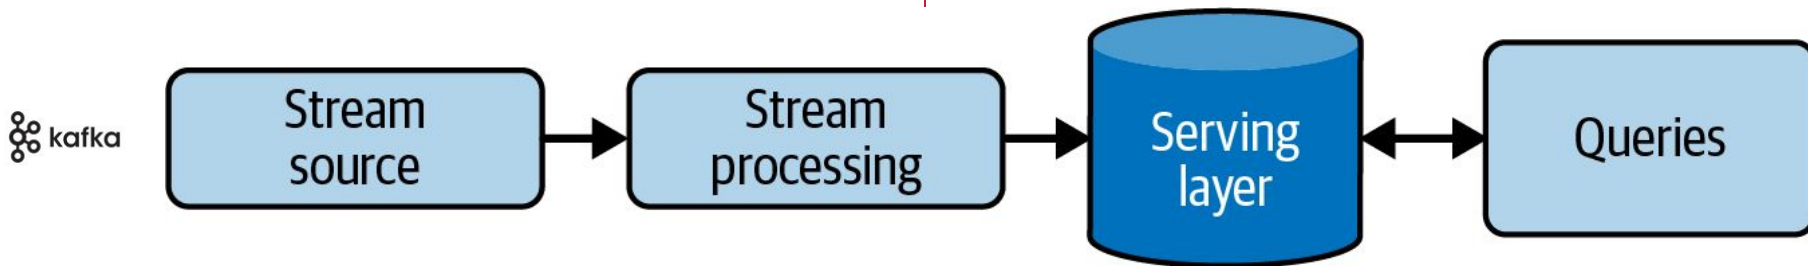 kafka
Stream
source
Stream
processing
Serving
layer
Queries